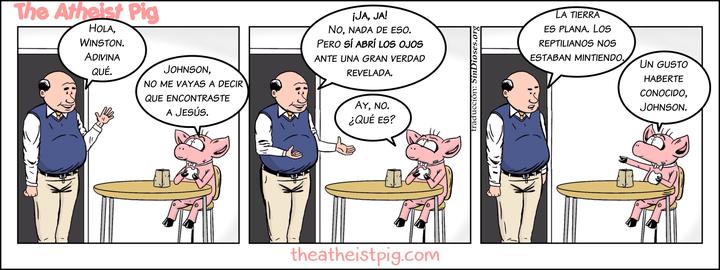 The Atheist Pig
Hola,
Winston.
Adivina
qué.
Johnson,
no me vayas a decir
que encontraste
a Jesús.
¡Ja, ja!
No, nada de eso.
Pero sí abrí los ojos
ante una gran verdad
revelada.
Ay, no.
¿Qué es?
traducción: SinDioses.org
La tierra
es plana. Los
reptilianos nos
estaban mintiendo.
Un gusto
haberte
conocido,
Johnson.
theatheistpig.com